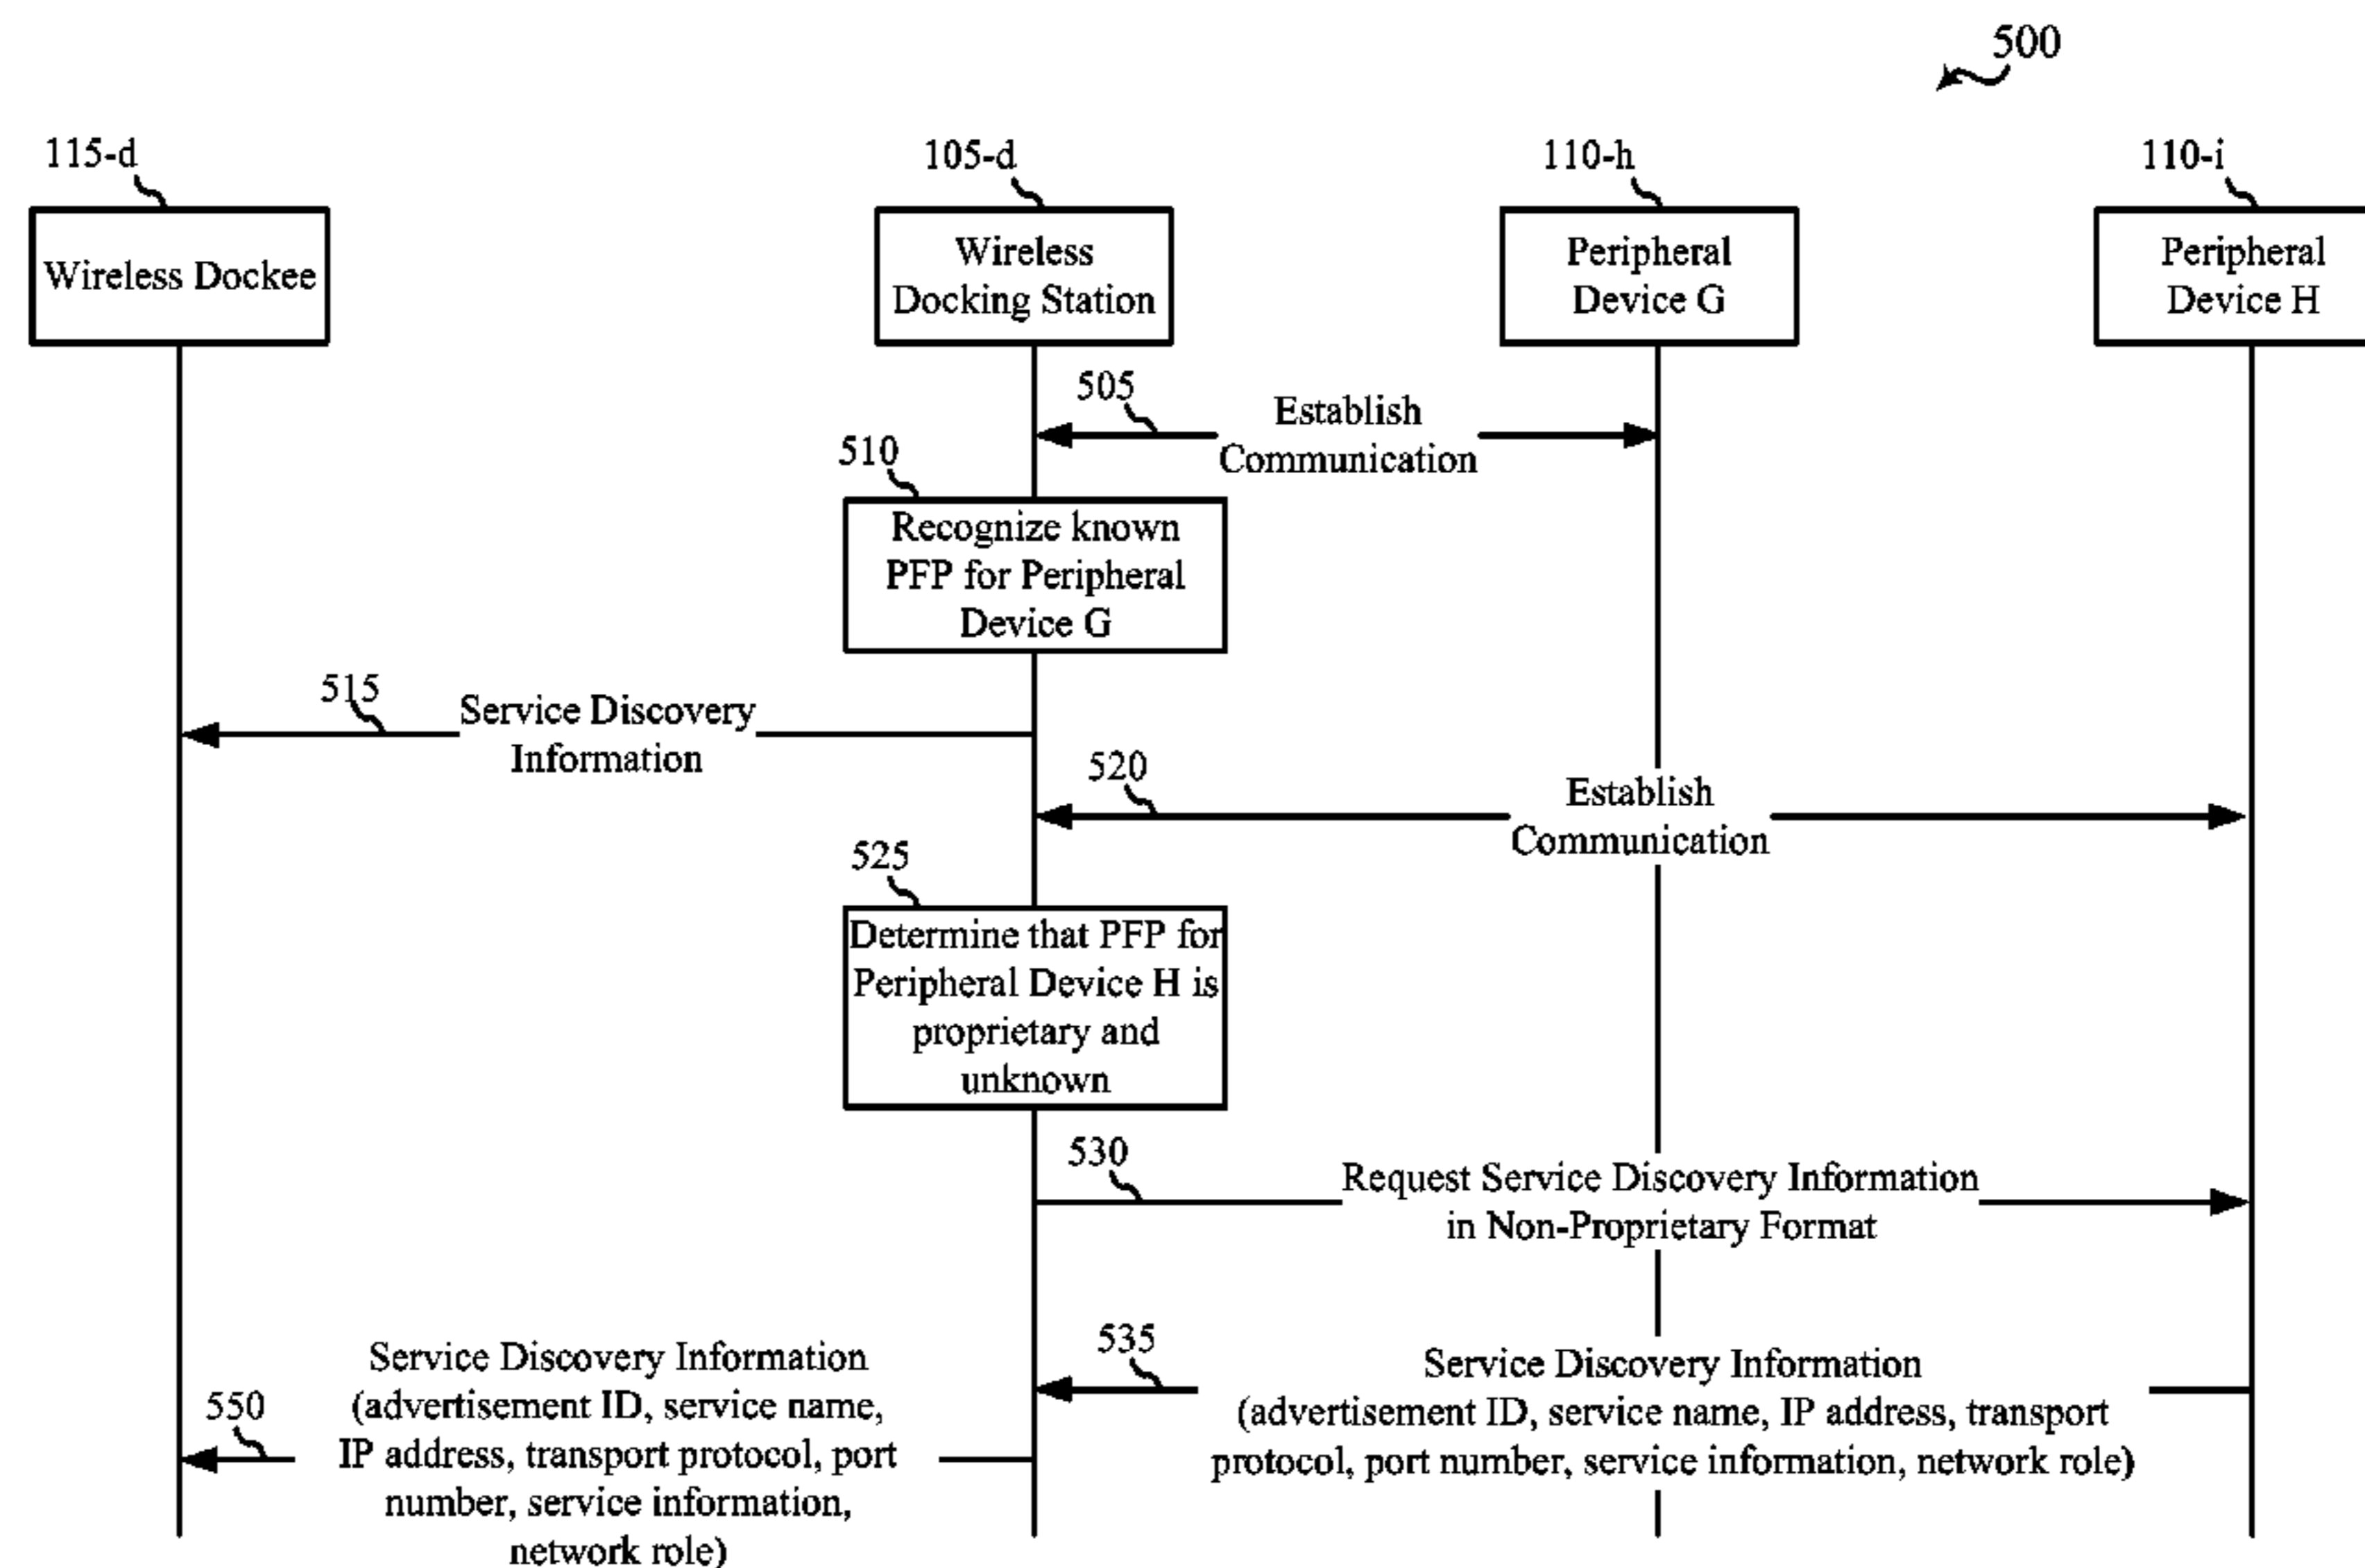 500
115-d
105-d
110-h
110-i
Wireless Dockee
Wireless
Docking Station
Peripheral
Device G
Peripheral
Device H
505
Establish
Communication
510
Recognize known
PFP for Peripheral
Device G
515
Service Discovery
Information
520
Establish
Communication
525
Determine that PFP for
Peripheral Device H is
proprietary and
unknown
530
Request Service Discovery Information
in Non-Proprietary Format
535
Service Discovery Information
(advertisement ID, service name, IP address, transport
protocol, port number, service information, network role)
550
Service Discovery Information
(advertisement ID, service name,
IP address, transport protocol, port
number, service information,
network role)